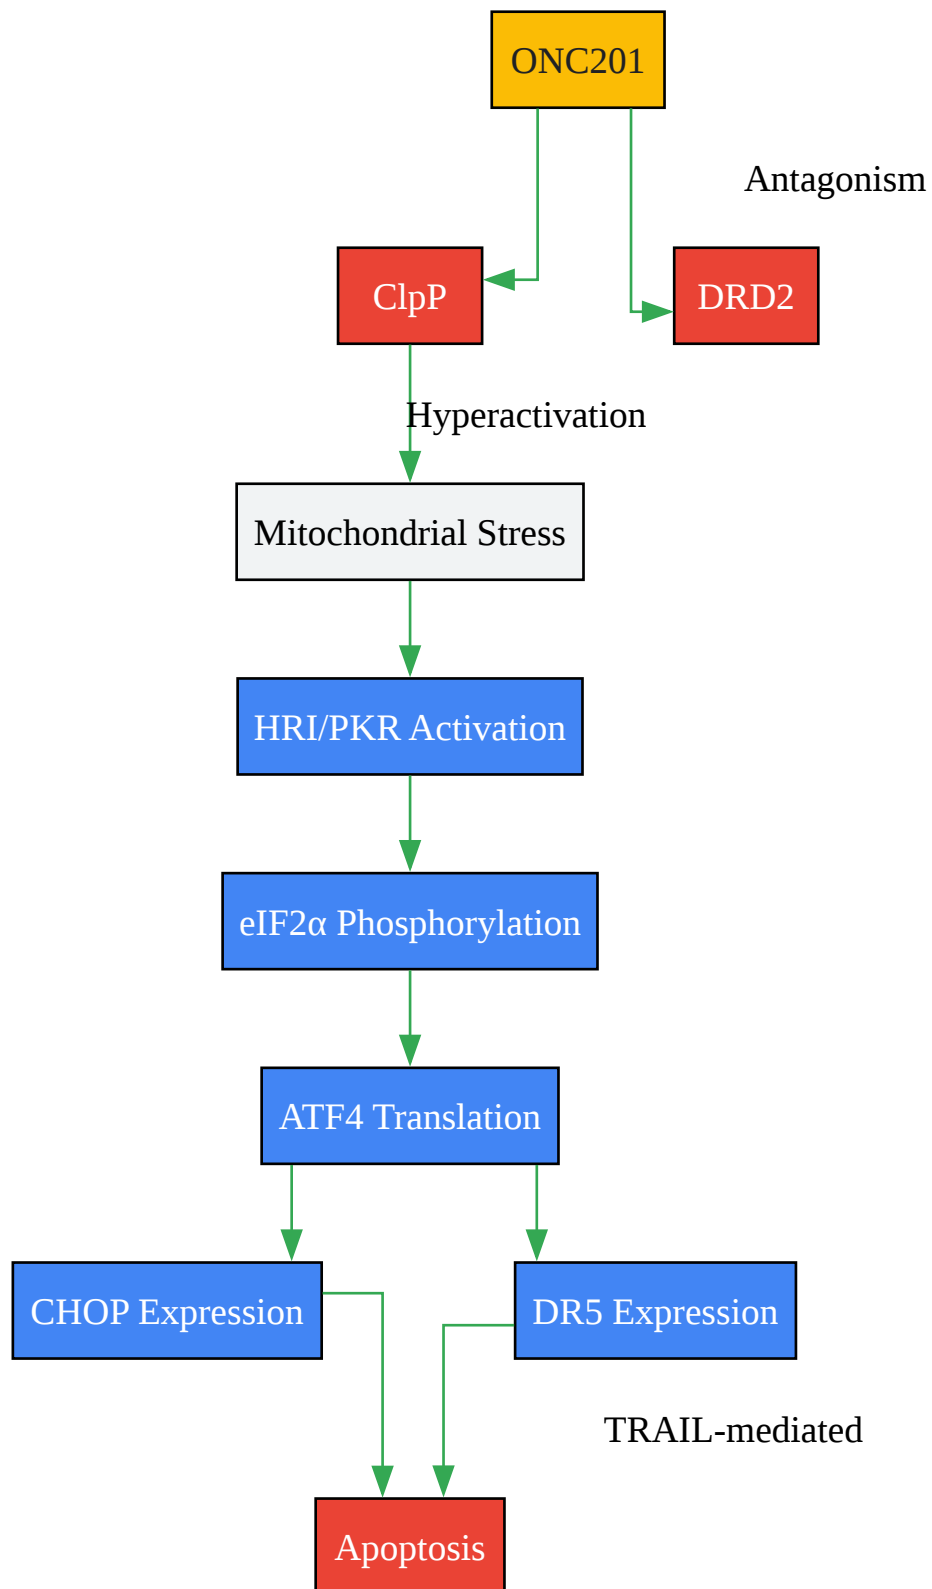 ONC201
Antagonism
ClpP
DRD2
Hyperactivation
Mitochondrial Stress
HRI/PKR Activation
eIF2α Phosphorylation
ATF4 Translation
CHOP Expression
DR5 Expression
TRAIL-mediated
Apoptosis